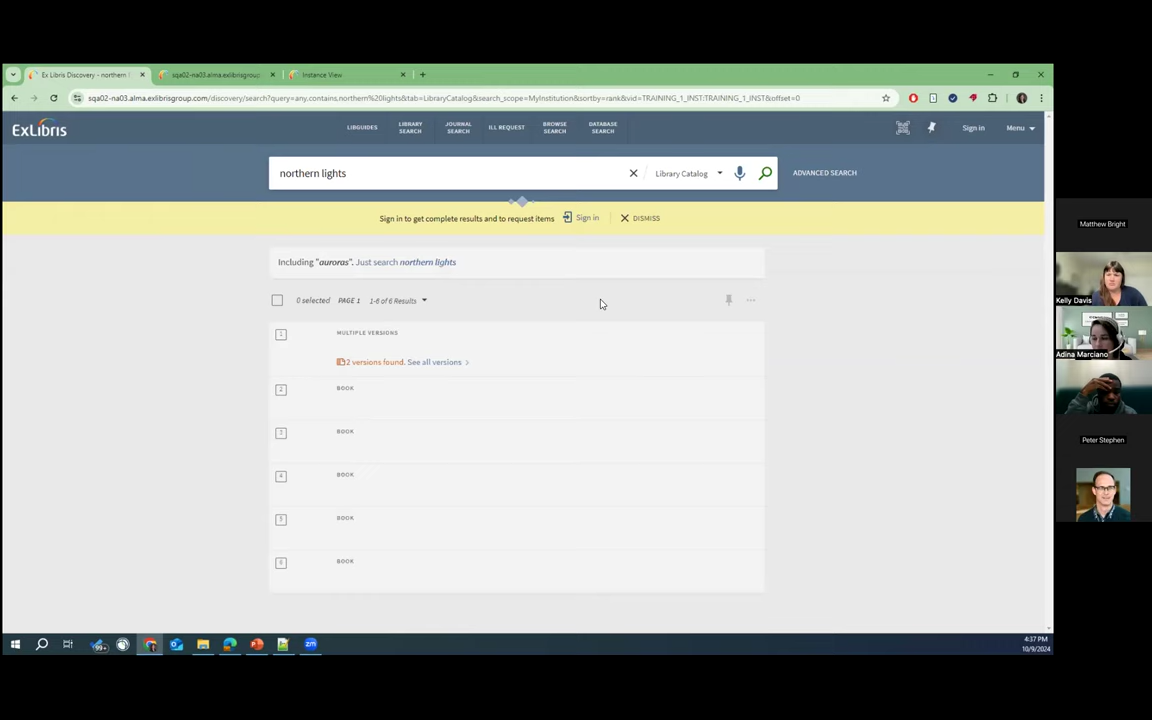 Ex Libris Discovery - northern l
sqa02-na03.alma.exlibrisgroup
Instance View
sqa02-na03.alma.exlibrisgroup.com/discovery/search?query=any,contains,northern%20lights&tab=LibraryCatalog&search_scope=MyInstitution&sortby=rank&vid=TRAINING_1_INST:TRAINING_1_INST&offset=0
ExLibris
LIBGUIDES
LIBRARY SEARCH
JOURNAL SEARCH
ILL REQUEST
BROWSE SEARCH
DATABASE SEARCH
Sign in
Menu
northern lights
Library Catalog
ADVANCED SEARCH
Sign in to get complete results and to request items
Sign in
DISMISS
Including "auroras". Just search northern lights
0 selected PAGE 1 1-6 of 6 Results
1
MULTIPLE VERSIONS
2 versions found. See all versions
2
BOOK
3
BOOK
4
BOOK
5
BOOK
6
BOOK
Matthew Bright
Kelly Davis
Adina Marciano
Peter Stephen
99+
zm
4:37 PM
10/9/2024